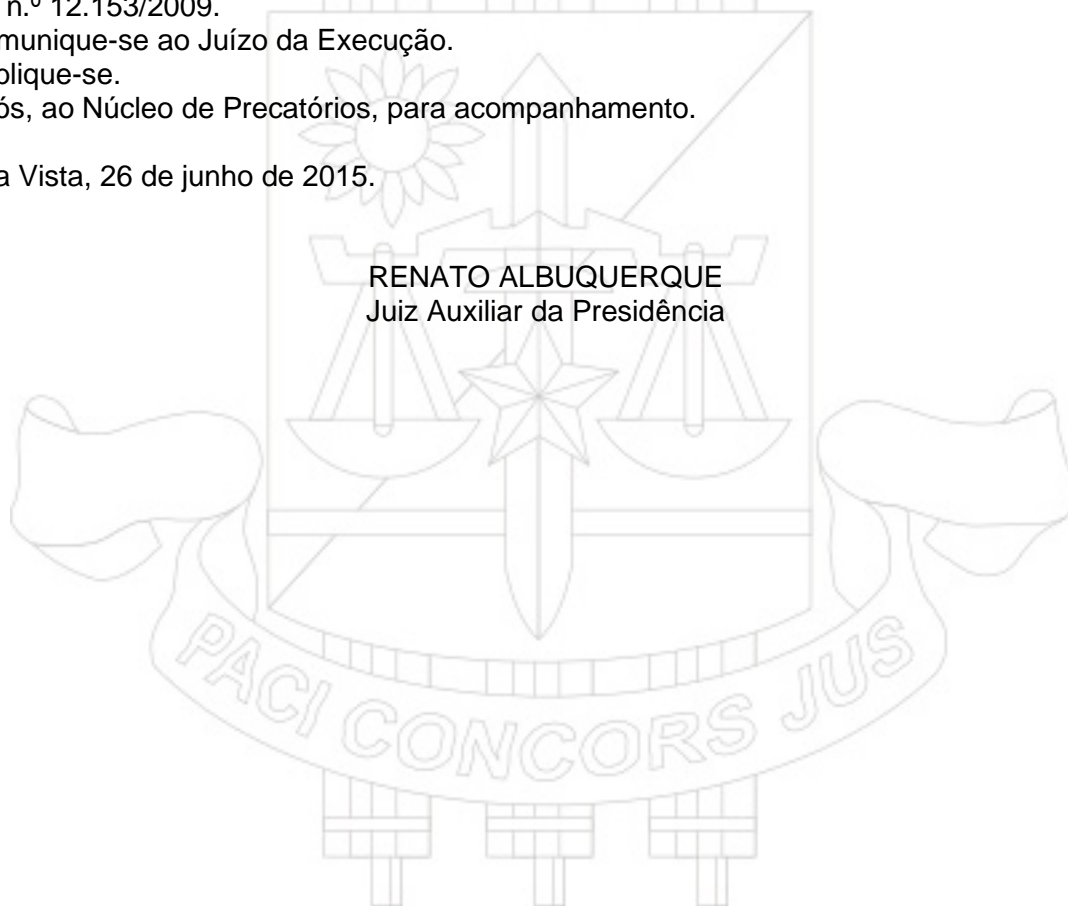 n.º 12.153/2009.
munique-se ao Juízo da Execução.
blique-se.
ós, ao Núcleo de Precatórios, para acompanhamento.
a Vista, 26 de junho de 2015.
RENATO ALBUQUERQUE
Juiz Auxiliar da Presidência
PACI CONCORS JUS